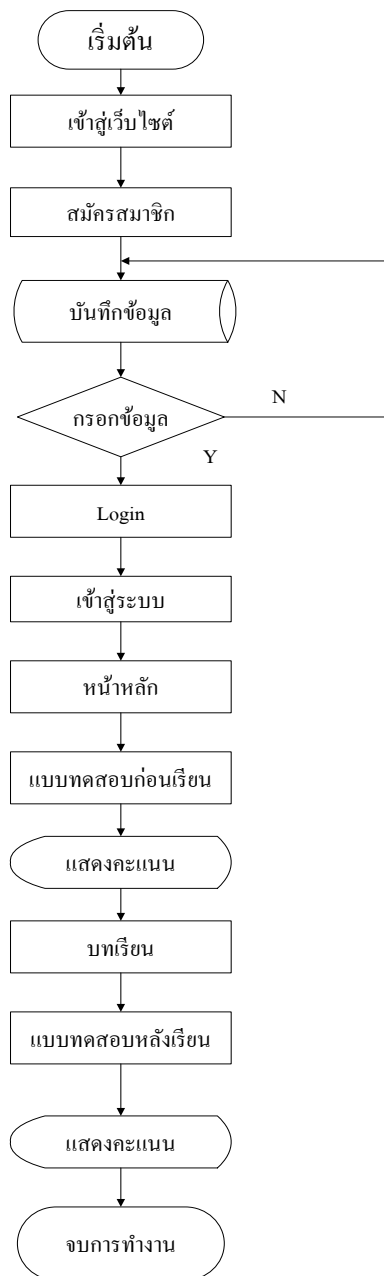 เริ่มต้น
เข้าสู่เว็บไซต์
สมัครสมาชิก
บันทึกข้อมูล
กรอกข้อมูล
N
Y
Login
เข้าสู่ระบบ
หน้าหลัก
แบบทดสอบก่อนเรียน
แสดงคะแนน
บทเรียน
แบบทดสอบหลังเรียน
แสดงคะแนน
จบการทำงาน